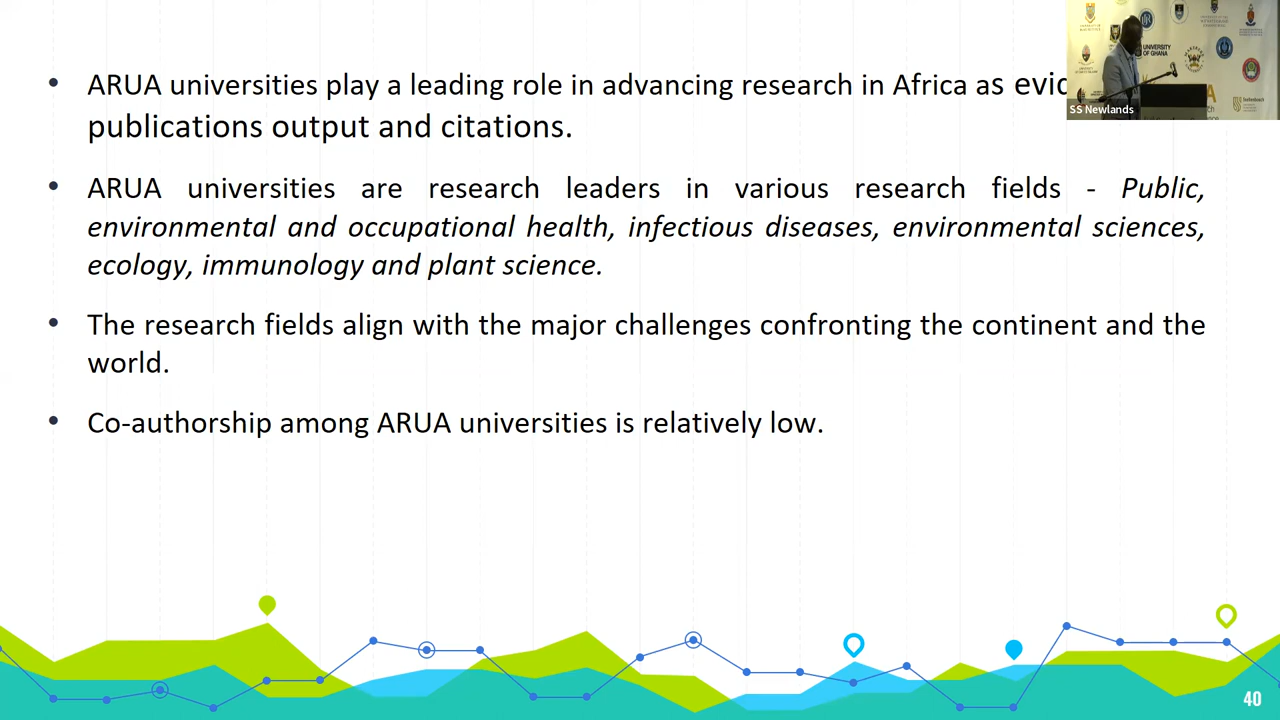 • ARUA universities play a leading role in advancing research in Africa as
publications output and citations.
• ARUA universities are research leaders in various research fields - Public,
environmental and occupational health, infectious diseases, environmental sciences,
ecology, immunology and plant science.
• The research fields align with the major challenges confronting the continent and the
world.
• Co-authorship among ARUA universities is relatively low.
UNIVERSITY
OF GHANA
SS Newlands
40